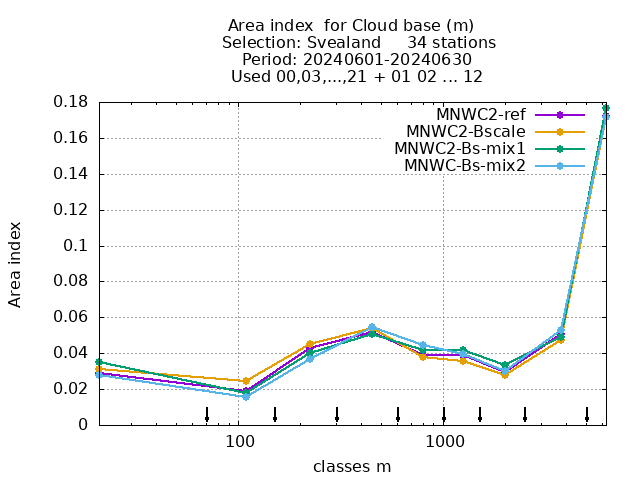 Area index  for Cloud base (m)
Selection: Svealand     34 stations
Period: 20240601-20240630
Used 00,03,...,21 + 01 02 ... 12
MNWC2-ref
MNWC2-Bscale
MNWC2-Bs-mix1
MNWC-Bs-mix2
Area index
0.18
0.16
0.14
0.12
0.1
0.08
0.06
0.04
0.02
0
100
1000
classes m